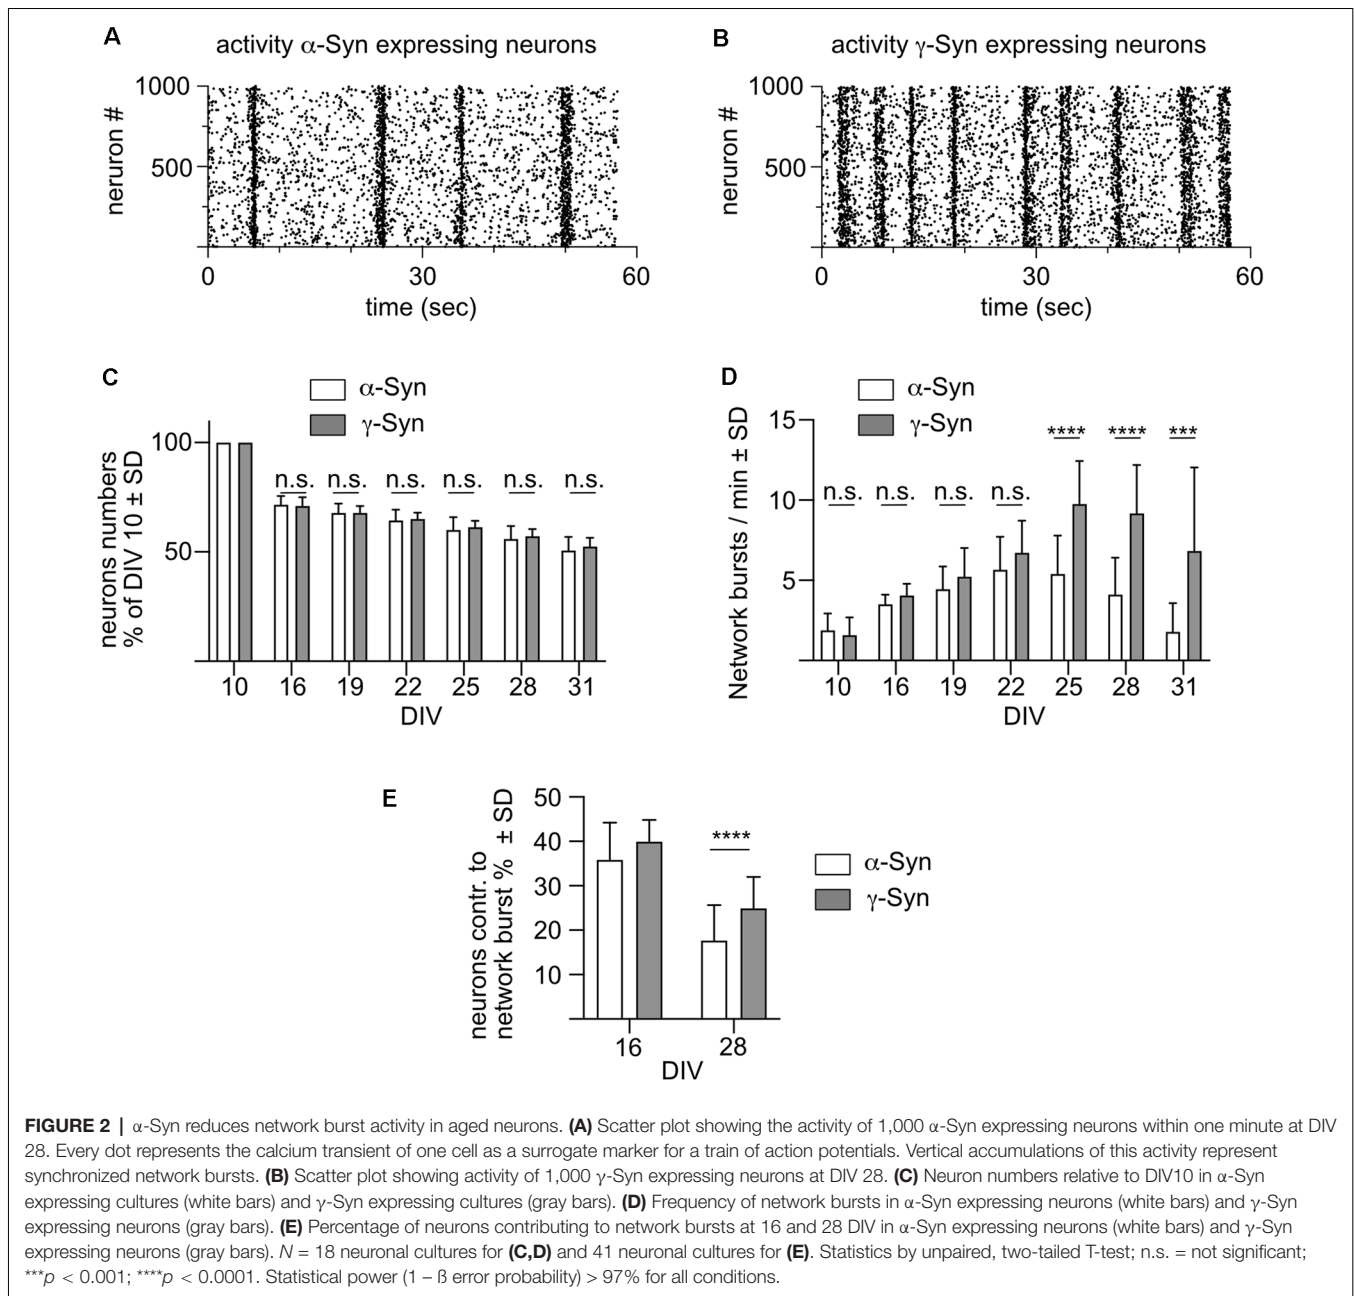 A
activity α-Syn expressing neurons
neruron #
1000
500
0
30
60
time (sec)
B
activity γ-Syn expressing neurons
neruron #
1000
500
0
30
60
time (sec)
C
α-Syn
γ-Syn
neurons numbers
% of DIV 10 ± SD
100
50
n.s. n.s. n.s. n.s. n.s. n.s.
10 16 19 22 25 28 31
DIV
D
α-Syn
γ-Syn
Network bursts / min ± SD
15
10
5
n.s. n.s. n.s. n.s. **** **** ***
10 16 19 22 25 28 31
DIV
E
neurons contr. to
network burst % ± SD
50
40
30
20
10
****
16 28
DIV
α-Syn
γ-Syn
FIGURE 2 | α-Syn reduces network burst activity in aged neurons. (A) Scatter plot showing the activity of 1,000 α-Syn expressing neurons within one minute at DIV
28. Every dot represents the calcium transient of one cell as a surrogate marker for a train of action potentials. Vertical accumulations of this activity represent
synchronized network bursts. (B) Scatter plot showing activity of 1,000 γ-Syn expressing neurons at DIV 28. (C) Neuron numbers relative to DIV10 in α-Syn
expressing cultures (white bars) and γ-Syn expressing cultures (gray bars). (D) Frequency of network bursts in α-Syn expressing neurons (white bars) and γ-Syn
expressing neurons (gray bars). (E) Percentage of neurons contributing to network bursts at 16 and 28 DIV in α-Syn expressing neurons (white bars) and γ-Syn
expressing neurons (gray bars). N = 18 neuronal cultures for (C,D) and 41 neuronal cultures for (E). Statistics by unpaired, two-tailed T-test; n.s. = not significant;
***p < 0.001; ****p < 0.0001. Statistical power (1 – ß error probability) > 97% for all conditions.